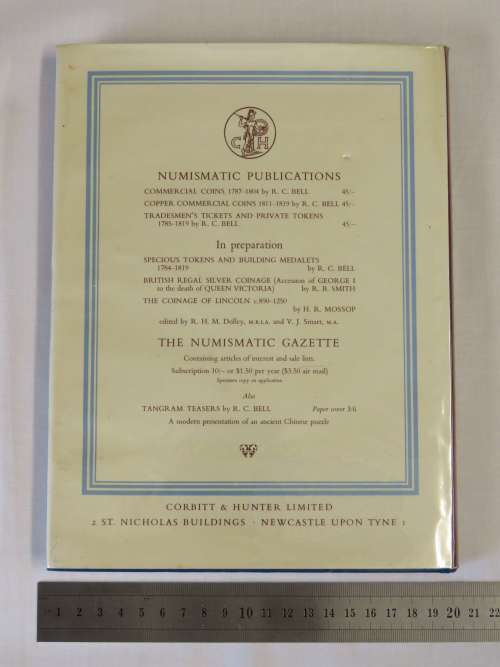 C H
NUMISMATIC PUBLICATIONS
COMMERCIAL COINS, 1787-1804 by R. C. BELL 45/-
COPPER COMMERCIAL COINS 1811-1819 by R. C. BELL 45/-
TRADESMEN'S TICKETS AND PRIVATE TOKENS
1785-1819 by R. C. BELL 45/-
In preparation
SPECIOUS TOKENS AND BUILDING MEDALETS
1784-1819 by R. C. BELL
BRITISH REGAL SILVER COINAGE (Accession of GEORGE I
to the death of QUEEN VICTORIA) by R. B. SMITH
THE COINAGE OF LINCOLN c.890-1250
by H. R. MOSSOP
edited by R. H. M. Dolley, M.R.I.A. and V. J. Smart, M.A.
THE NUMISMATIC GAZETTE
Containing articles of interest and sale lists.
Subscription 10/- or $1.50 per year ($3.50 air mail)
Specimen copy on application
Also
TANGRAM TEASERS by R. C. BELL Paper cover 3/6
A modern presentation of an ancient Chinese puzzle
CORBITT & HUNTER LIMITED
2 ST. NICHOLAS BUILDINGS · NEWCASTLE UPON TYNE 1
1 2 3 4 5 6 7 8 9 10 11 12 13 14 15 16 17 18 19 20 21 22